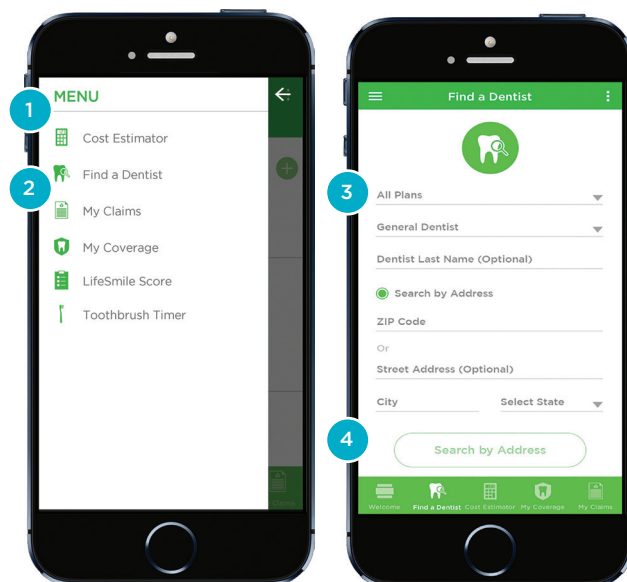 1
MENU
Cost Estimator
2
Find a Dentist
My Claims
My Coverage
LifeSmile Score
Toothbrush Timer
Claims
Find a Dentist
3
All Plans
General Dentist
Dentist Last Name (Optional)
Search by Address
ZIP Code
Or
Street Address (Optional)
City Select State
4
Search by Address
Welcome Find a Dentist Cost Estimator My Coverage My Claims